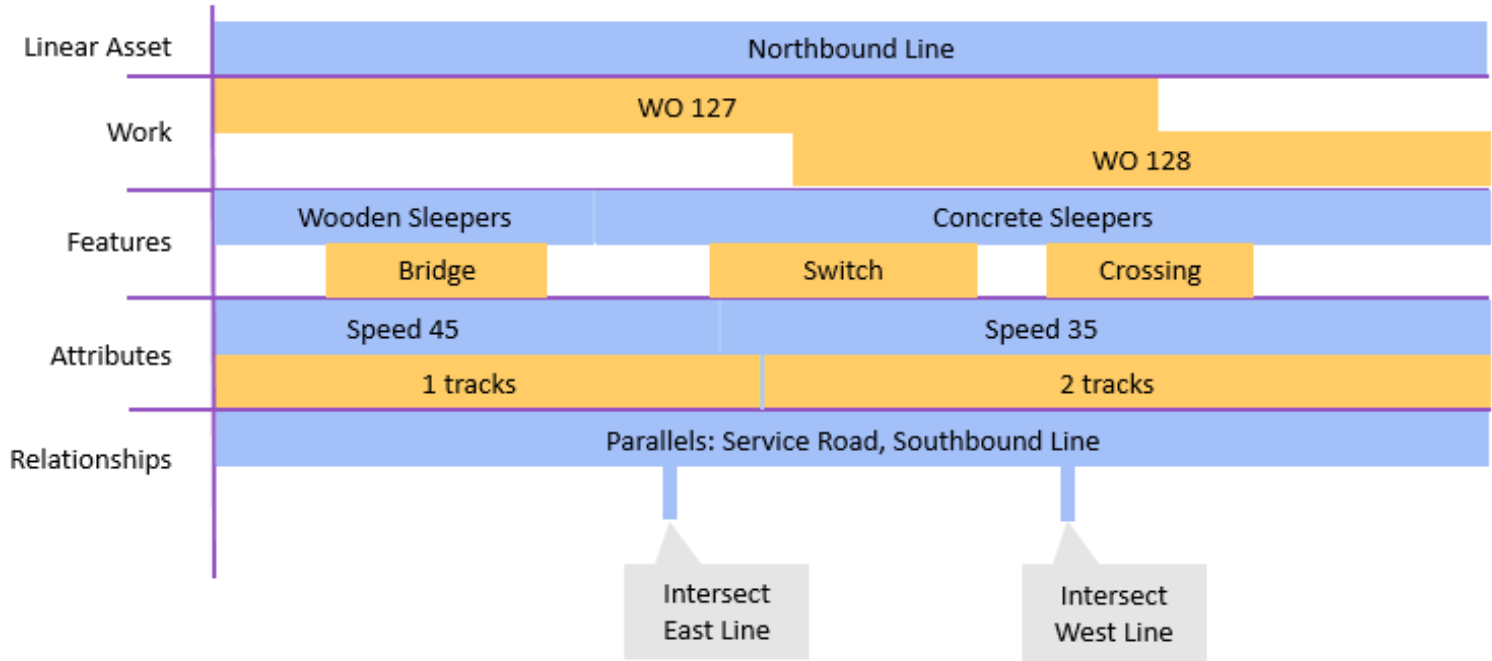 Linear Asset
Northbound Line
Work
WO 127
WO 128
Features
Wooden Sleepers
Concrete Sleepers
Bridge
Switch
Crossing
Attributes
Speed 45
Speed 35
1 tracks
2 tracks
Relationships
Parallels: Service Road, Southbound Line
Intersect
East Line
Intersect
West Line